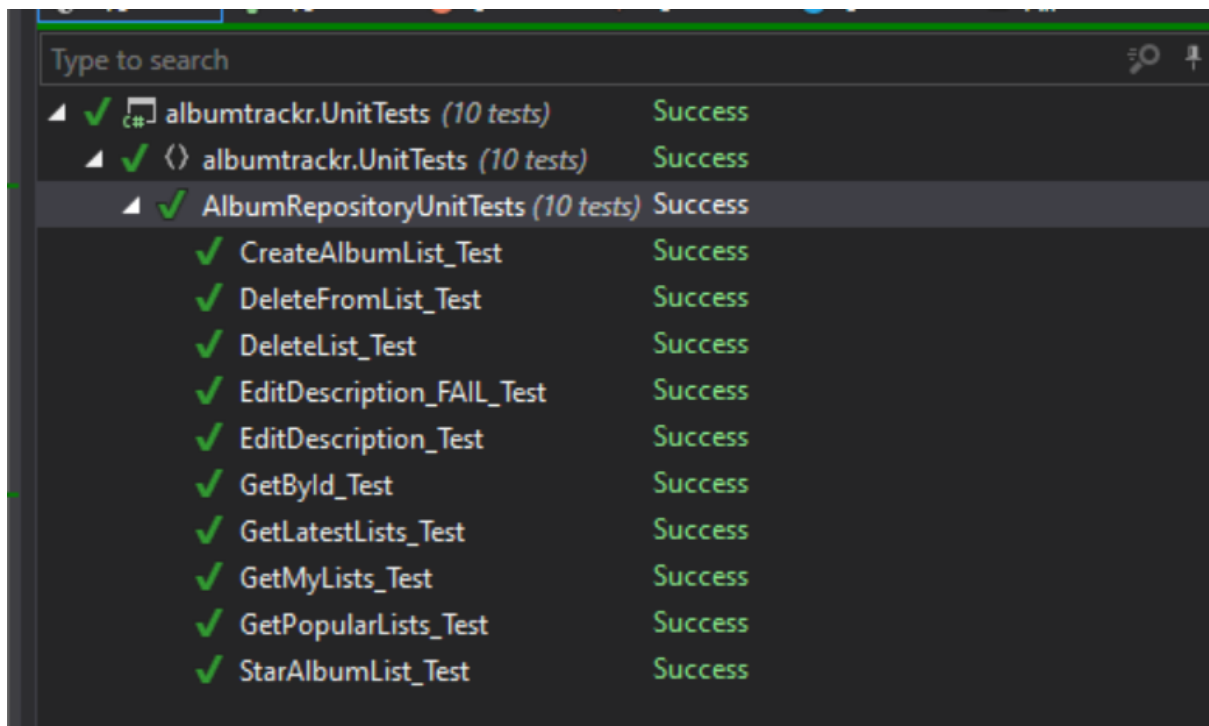 Type to search
albumtrackr.UnitTests (10 tests) Success
albumtrackr.UnitTests (10 tests) Success
AlbumRepositoryUnitTests (10 tests) Success
CreateAlbumList_Test Success
DeleteFromList_Test Success
DeleteList_Test Success
EditDescription_FAIL_Test Success
EditDescription_Test Success
GetById_Test Success
GetLatestLists_Test Success
GetMyLists_Test Success
GetPopularLists_Test Success
StarAlbumList_Test Success